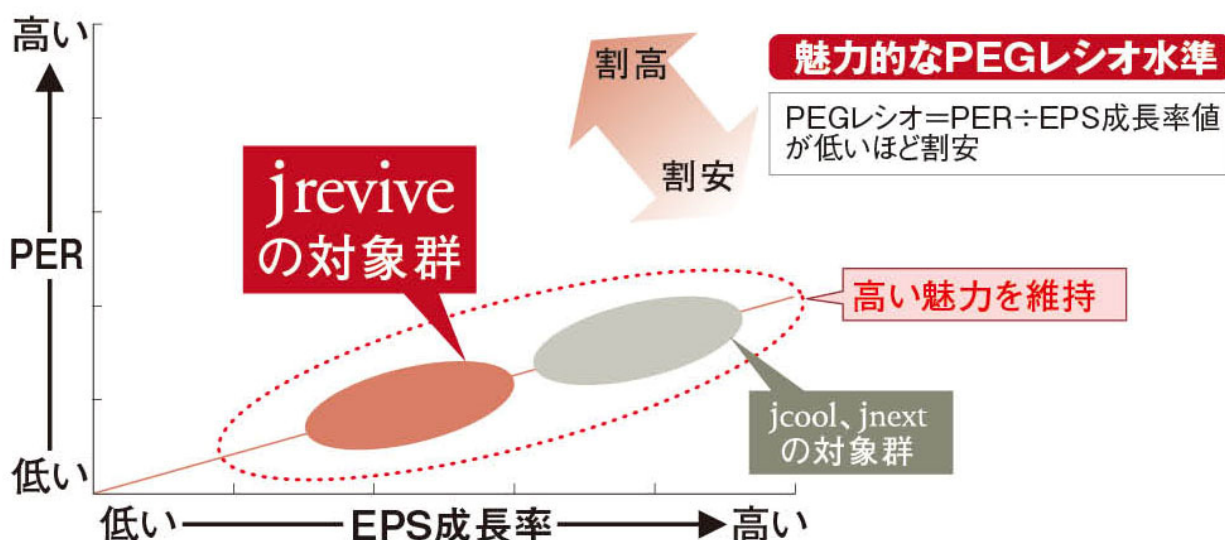 高い
PER
低い
低い
EPS成長率
高い
割高
割安
魅力的なPEGレシオ水準
PEGレシオ=PER÷EPS成長率値
が低いほど割安
jrevive
の対象群
高い魅力を維持
jcool、jnext
の対象群